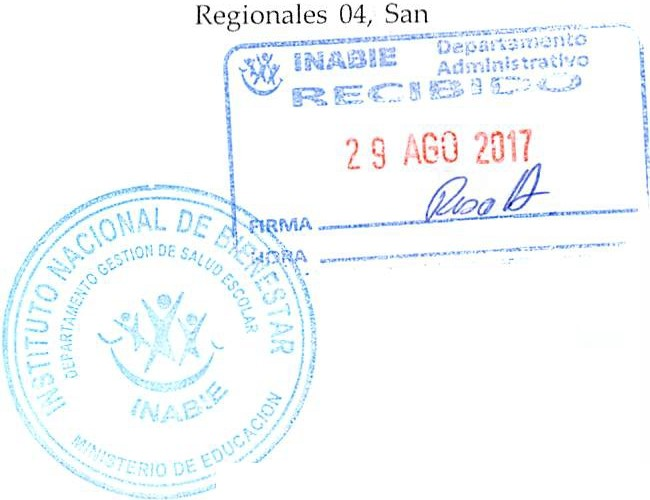 Regionales 04, San
INABIE Departamento
Administrativo
RECIBIDO
29 AGO 2017
Rosa H
FIRMA
HORA
INSTITUTO NACIONAL DE BIENESTAR
DEPARTAMENTO GESTION DE SALUD ESCOLAR
INABIE
MINISTERIO DE EDUCACION